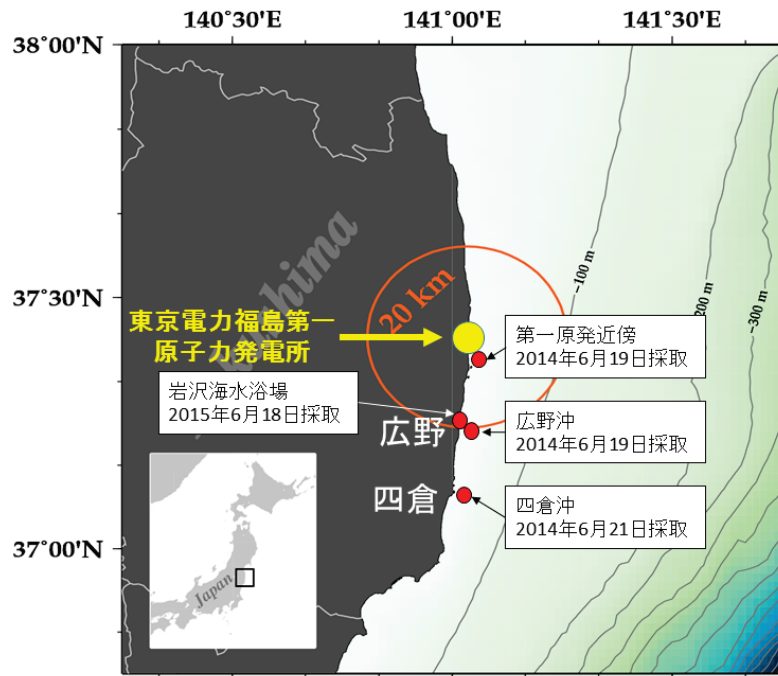 140°30'E
141°00'E
141°30'E
38°00'N
37°30'N
37°00'N
-100 m
200 m
-300 m
20 km
東京電力福島第一
原子力発電所
第一原発近傍
2014年6月19日採取
岩沢海水浴場
2015年6月18日採取
広野
広野沖
2014年6月19日採取
四倉
四倉沖
2014年6月21日採取
Japan